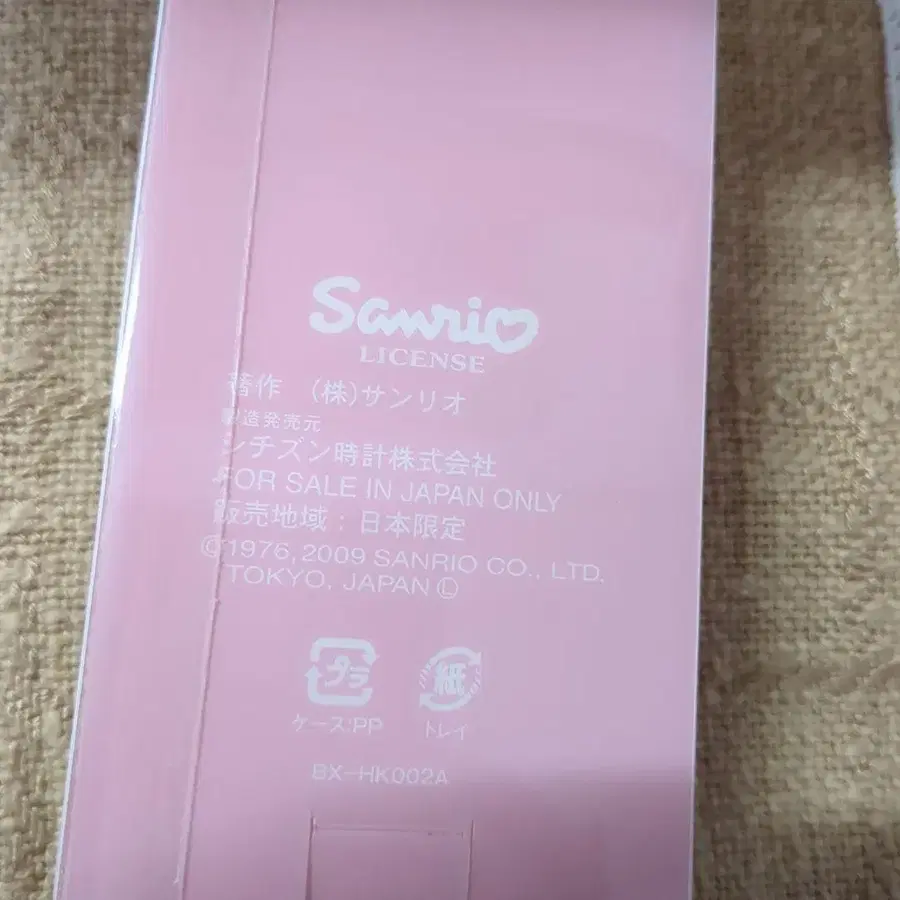 Sanrio
LICENSE
著作 (株)サンリオ
製造発売元
シチズン時計株式会社
FOR SALE IN JAPAN ONLY
販売地域:日本限定
©1976,2009 SANRIO CO., LTD.
TOKYO, JAPAN Ⓛ
プラ 紙
ケース:PP トレイ
BX-HK002A